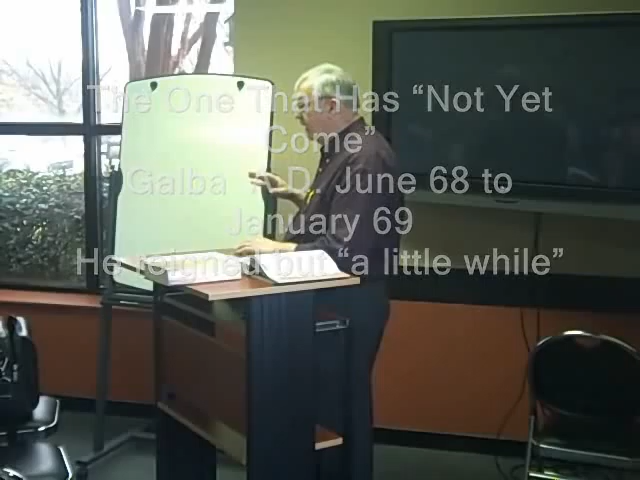 The One That Has “Not Yet
Come”
Galba D. June 68 to
January 69
He reigned but “a little while”